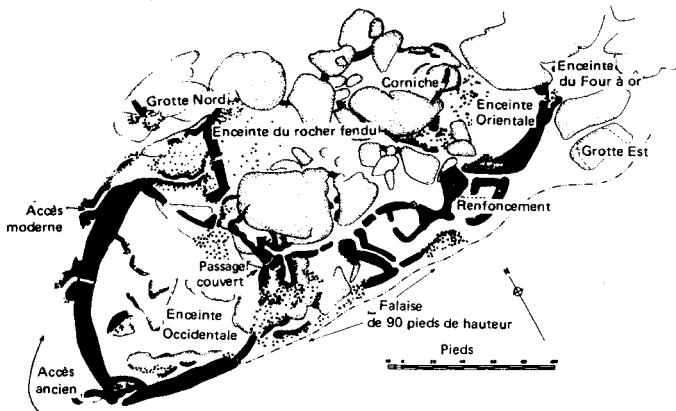 Grotte Nord
Corniche
Enceinte
du Four à or
Enceinte
Orientale
Enceinte du rocher fendu
Grotte Est
Accès
moderne
Renfoncement
Passage
couvert
N
Enceinte
Occidentale
Falaise
de 90 pieds de hauteur
Pieds
Accès
ancien